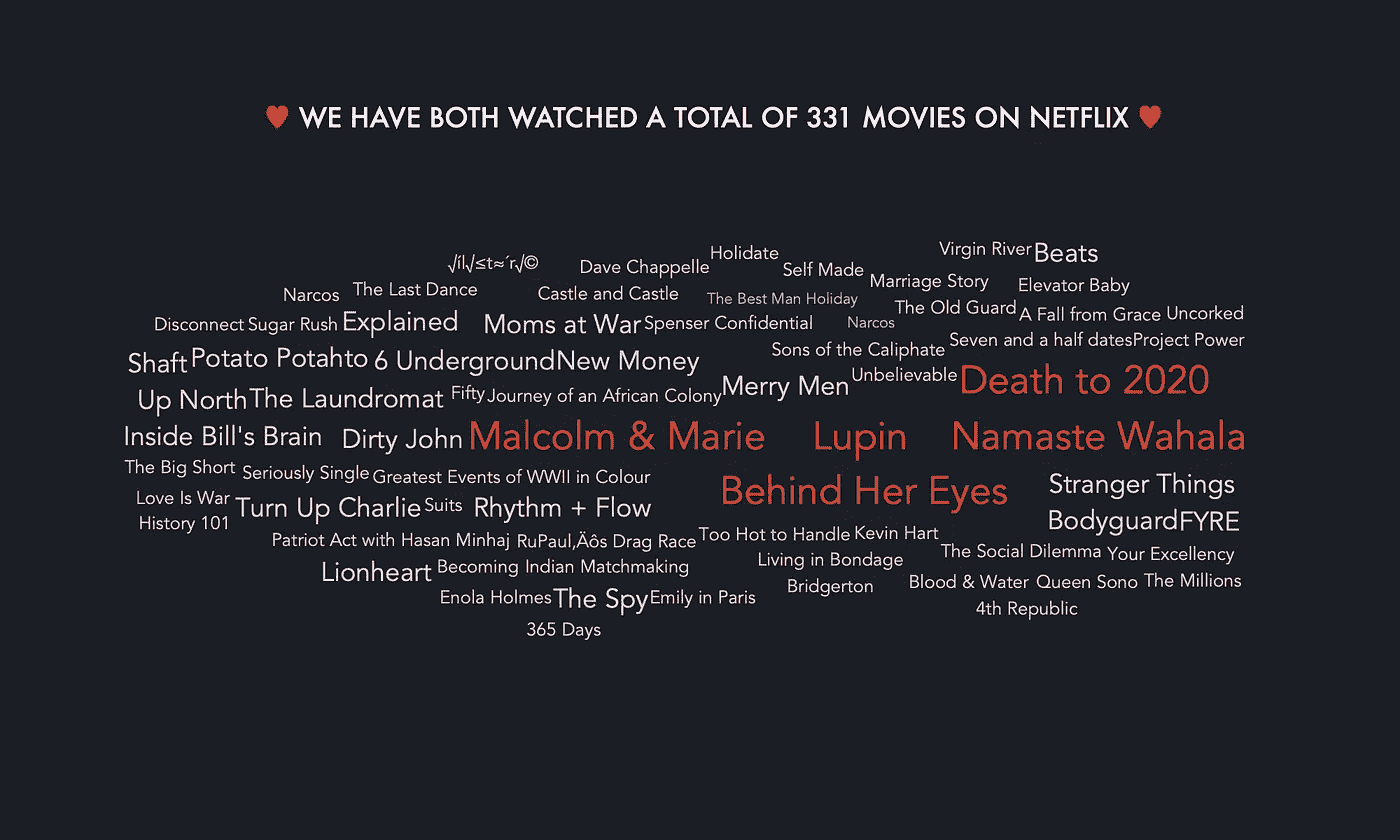 ❤ WE HAVE BOTH WATCHED A TOTAL OF 331 MOVIES ON NETFLIX ❤
Virgin River Beats
Holidate
√íl√≤t≈´r√© Dave Chappelle Self Made
Marriage Story Elevator Baby
Narcos The Last Dance Castle and Castle The Best Man Holiday
The Old Guard A Fall from Grace Uncorked
Disconnect Sugar Rush Explained Moms at War Spenser Confidential Narcos
Seven and a half dates Project Power
Shaft Potato Potahto 6 Underground New Money Sons of the Caliphate
Unbelievable Death to 2020
Up North The Laundromat Fifty Journey of an African Colony Merry Men
Inside Bill's Brain Dirty John Malcolm & Marie Lupin Namaste Wahala
The Big Short Seriously Single Greatest Events of WWII in Colour
Behind Her Eyes Stranger Things
Love Is War Turn Up Charlie Suits Rhythm + Flow
History 101 Bodyguard FYRE
Patriot Act with Hasan Minhaj RuPaul‚Äôs Drag Race Too Hot to Handle Kevin Hart
The Social Dilemma Your Excellency
Lionheart Becoming Indian Matchmaking Living in Bondage
Bridgerton Blood & Water Queen Sono The Millions
Enola Holmes The Spy Emily in Paris
4th Republic
365 Days